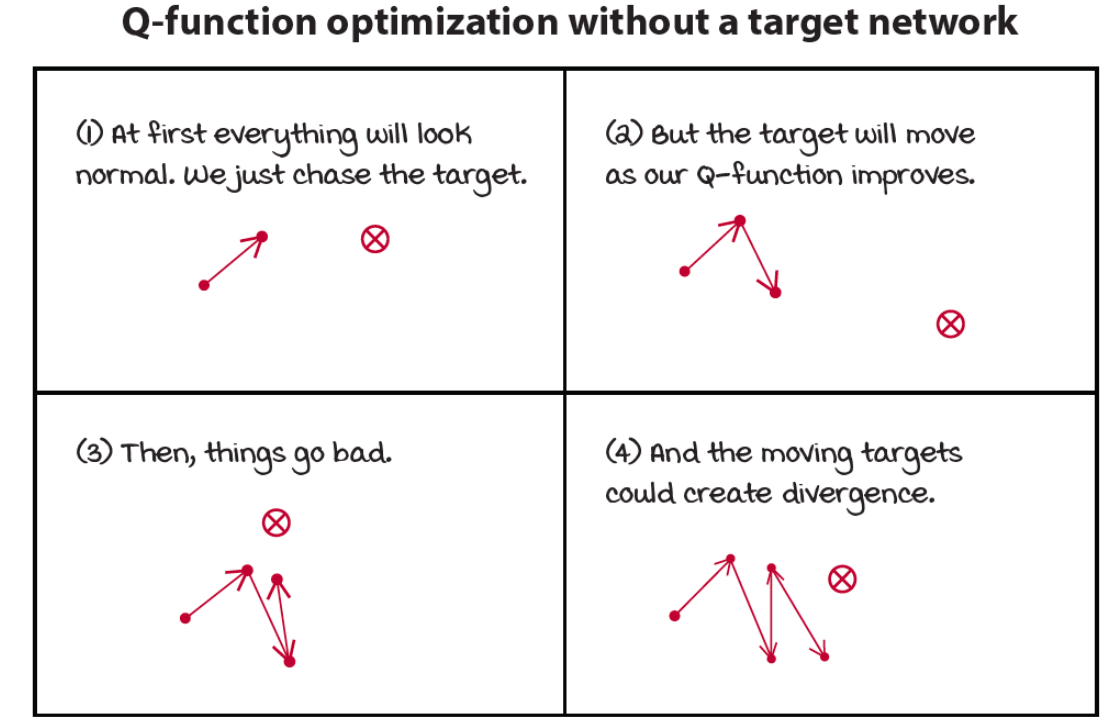 Q-function optimization without a target network
(1) At first everything will look
normal. We just chase the target.
(2) But the target will move
as our Q-function improves.
(3) Then, things go bad.
(4) And the moving targets
could create divergence.